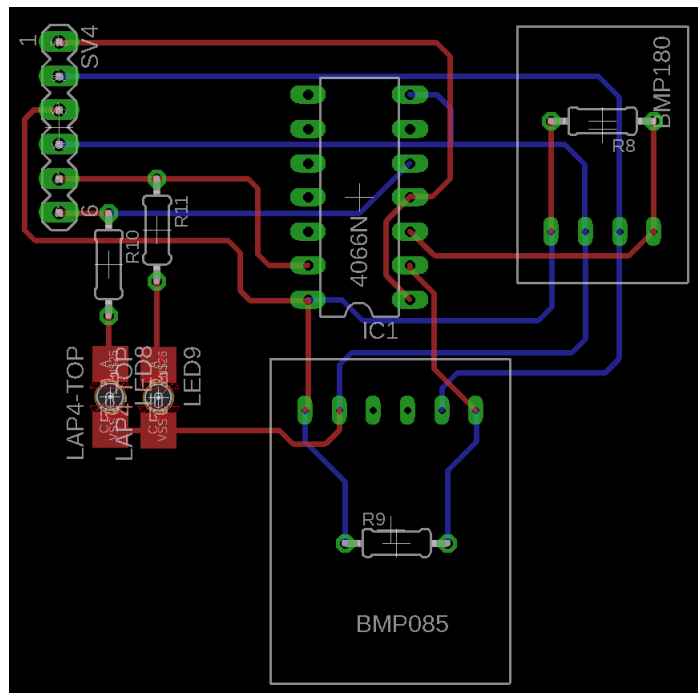 1
SV4
6
R10
R11
4066N
IC1
BMP180
R8
LAP4-TOP
LAP4-TOP
LED8
LED9
R9
BMP085